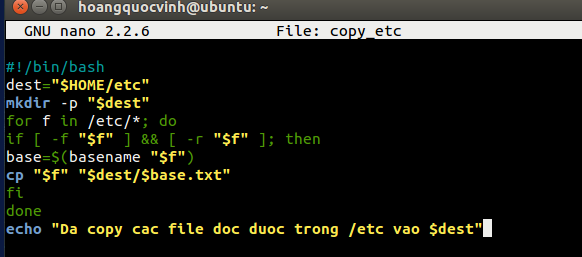 hoangquocvinh@ubuntu: ~
GNU nano 2.2.6 File: copy_etc
#!/bin/bash
dest="$HOME/etc"
mkdir -p "$dest"
for f in /etc/*; do
if [ -f "$f" ] && [ -r "$f" ]; then
base=$(basename "$f")
cp "$f" "$dest/$base.txt"
fi
done
echo "Da copy cac file doc duoc trong /etc vao $dest"